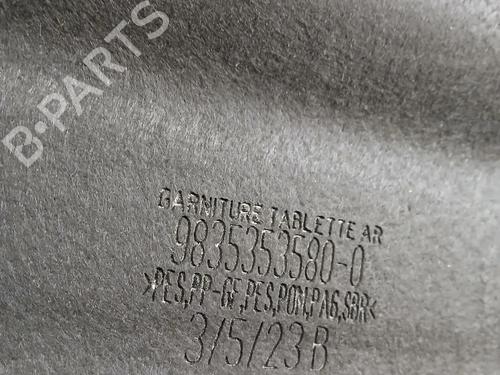 B-PARTS
GARNITURE TABLETTE AR
9835353580-0
>PES,PP-GF,PES,POM,PA6,SBR<
3/5/23 B